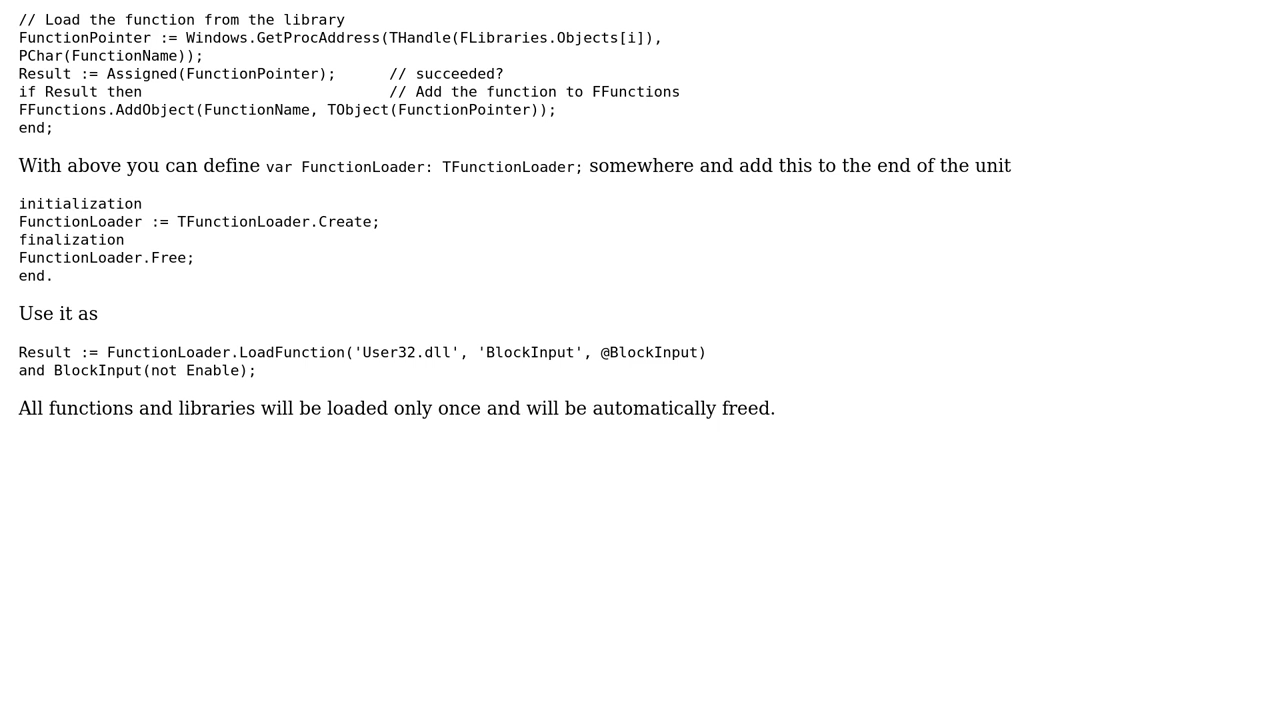 // Load the function from the library
FunctionPointer := Windows.GetProcAddress(THandle(FLibraries.Objects[i]),
PChar(FunctionName));
Result := Assigned(FunctionPointer);      // succeeded?
if Result then                            // Add the function to FFunctions
FFunctions.AddObject(FunctionName, TObject(FunctionPointer));
end;
With above you can define var FunctionLoader: TFunctionLoader; somewhere and add this to the end of the unit
initialization
FunctionLoader := TFunctionLoader.Create;
finalization
FunctionLoader.Free;
end.
Use it as
Result := FunctionLoader.LoadFunction('User32.dll', 'BlockInput', @BlockInput)
and BlockInput(not Enable);
All functions and libraries will be loaded only once and will be automatically freed.